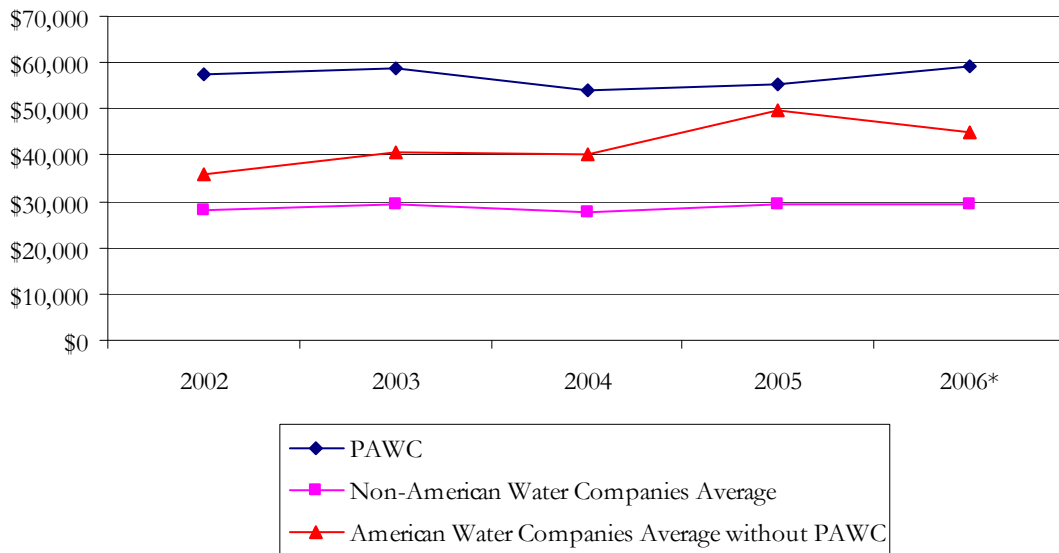 $70,000
$60,000
$50,000
$40,000
$30,000
$20,000
$10,000
$0
2002 2003 2004 2005 2006*
PAWC
Non-American Water Companies Average
American Water Companies Average without PAWC